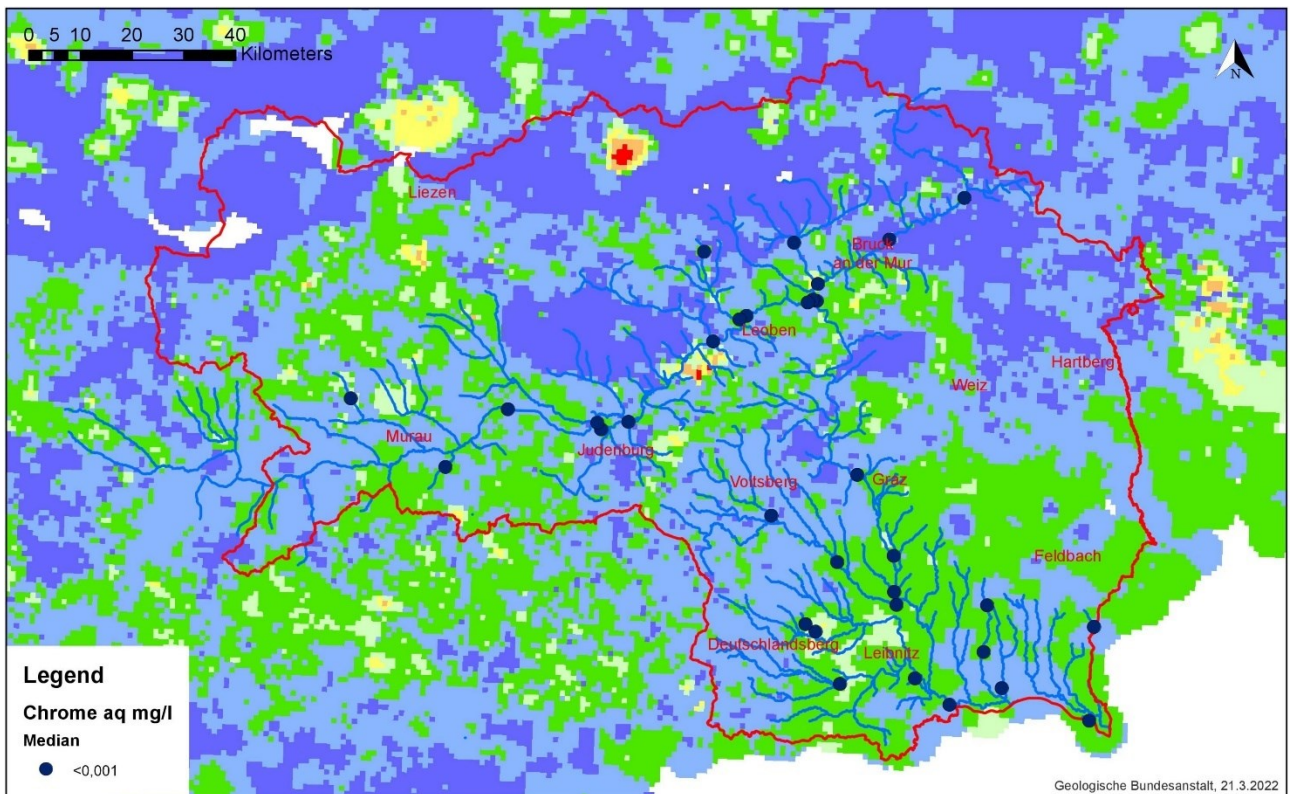 0 5 10 20 30 40
Kilometers
N
Liezen
Bruck
an der Mur
Leoben
Hartberg
Weiz
Murau
Judenburg
Voitsberg
Graz
Feldbach
Deutschlandsberg
Leibnitz
Legend
Chrome aq mg/l
Median
<0,001
Geologische Bundesanstalt, 21.3.2022